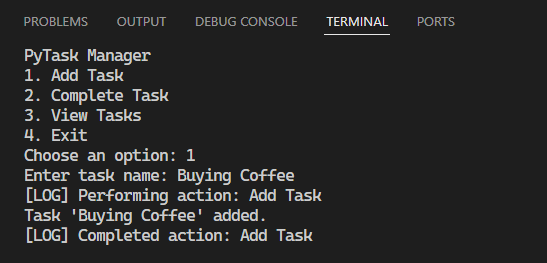 PROBLEMS OUTPUT DEBUG CONSOLE TERMINAL PORTS
PyTask Manager
1. Add Task
2. Complete Task
3. View Tasks
4. Exit
Choose an option: 1
Enter task name: Buying Coffee
[LOG] Performing action: Add Task
Task 'Buying Coffee' added.
[LOG] Completed action: Add Task